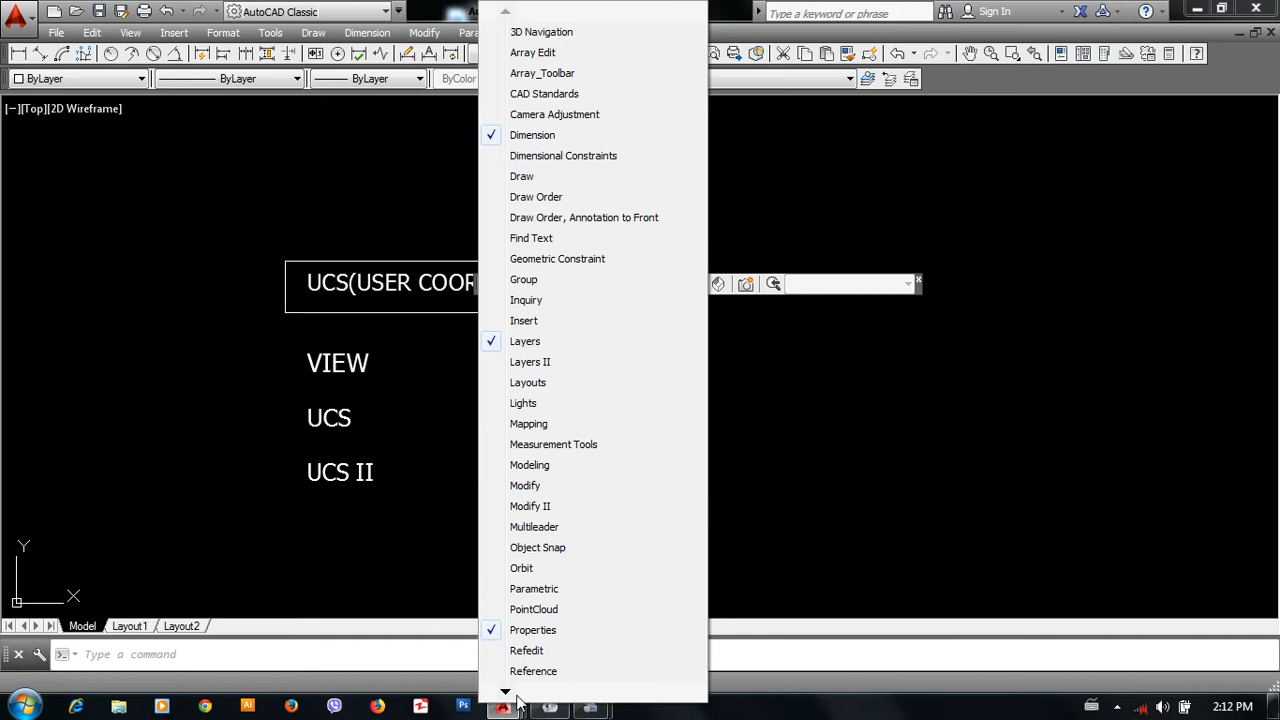 AutoCAD Classic
Type a keyword or phrase
Sign In
File
Edit
View
Insert
Format
Tools
Draw
Dimension
Modify
ByLayer
ByLayer
ByLayer
[−][Top][2D Wireframe]
3D Navigation
Array Edit
Array_Toolbar
CAD Standards
Camera Adjustment
Dimension
Dimensional Constraints
Draw
Draw Order
Draw Order, Annotation to Front
Find Text
Geometric Constraint
Group
Inquiry
Insert
Layers
Layers II
Layouts
Lights
Mapping
Measurement Tools
Modeling
Modify
Modify II
Multileader
Object Snap
Orbit
Parametric
PointCloud
Properties
Refedit
Reference
UCS(USER COOR
VIEW
UCS
UCS II
Y
X
Model
Layout1
Layout2
Type a command
2:12 PM